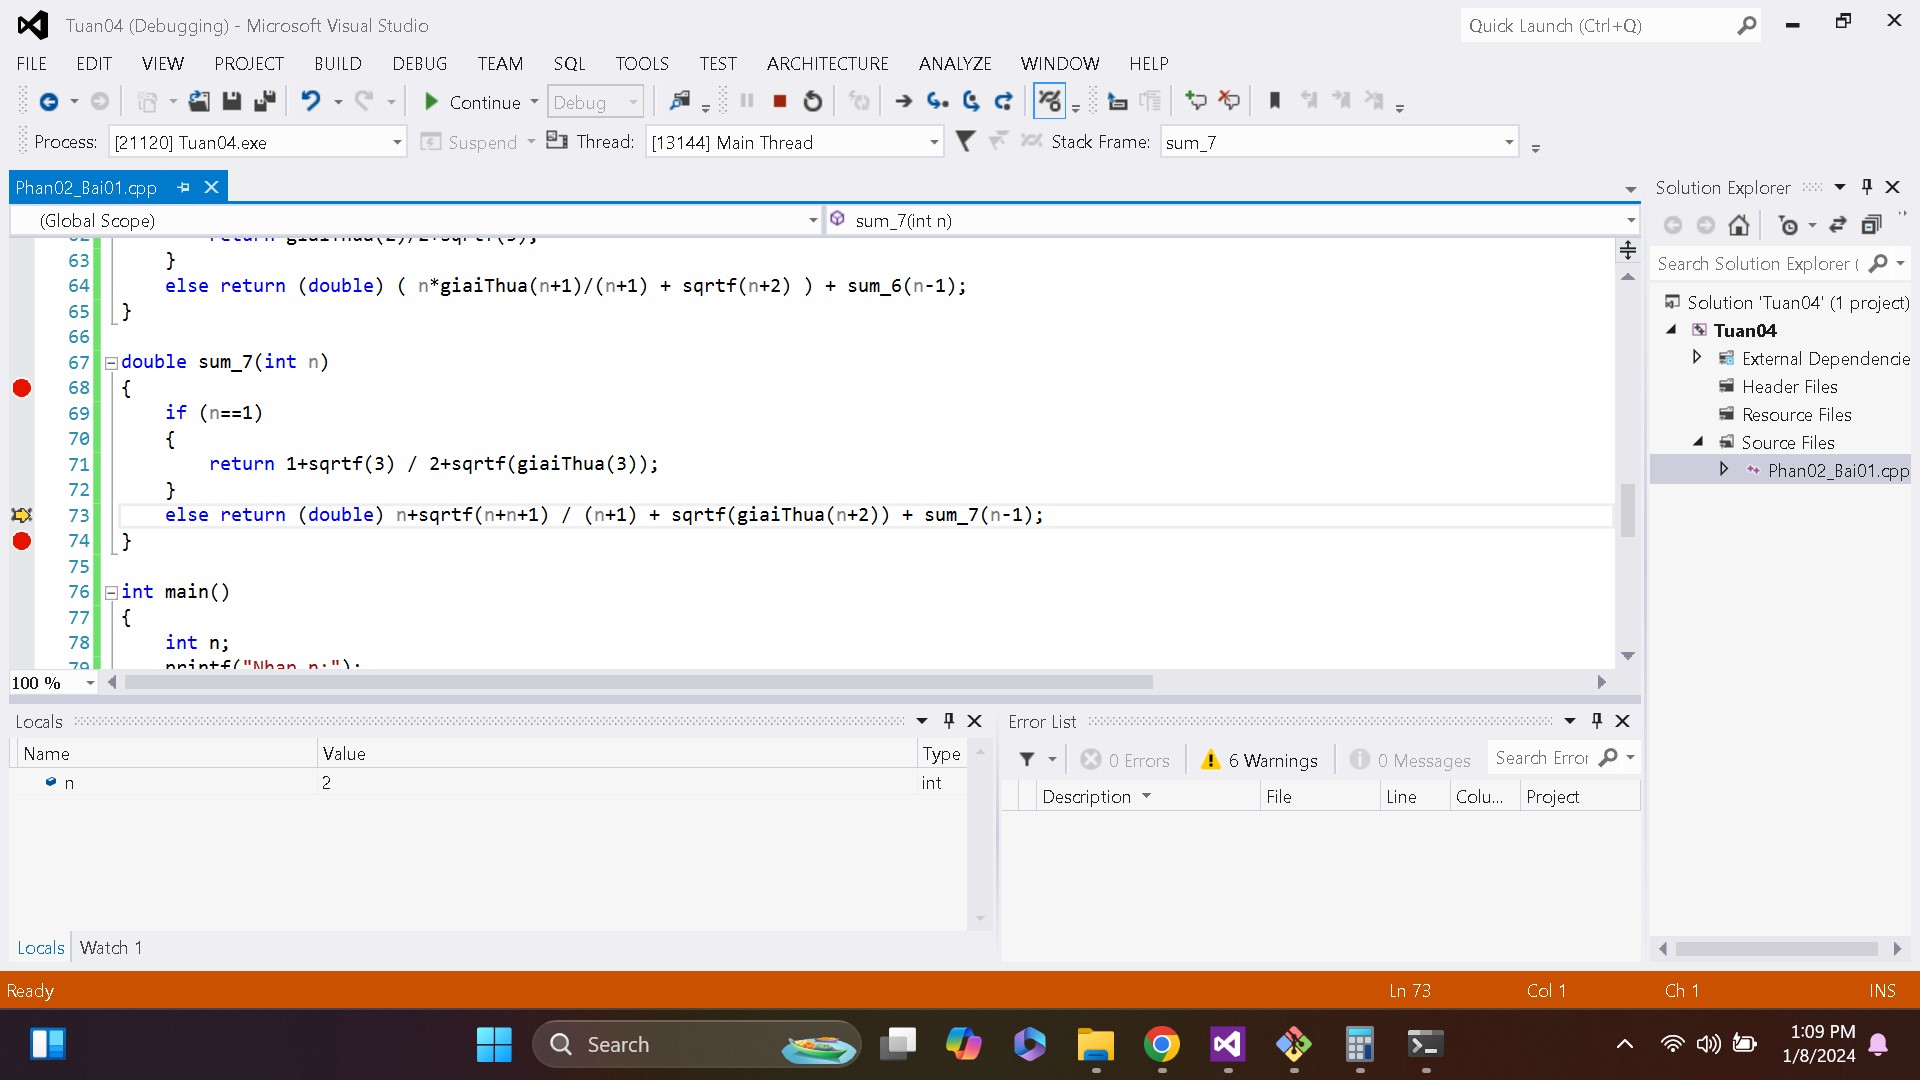 Tuan04 (Debugging) - Microsoft Visual Studio
Quick Launch (Ctrl+Q)
FILE EDIT VIEW PROJECT BUILD DEBUG TEAM SQL TOOLS TEST ARCHITECTURE ANALYZE WINDOW HELP
Continue Debug
Process: [21120] Tuan04.exe Suspend Thread: [13144] Main Thread Stack Frame: sum_7
Phan02_Bai01.cpp
(Global Scope) sum_7(int n)
62 return giaiThua(2)/2+sqrtf(3);
63 }
64 else return (double) ( n*giaiThua(n+1)/(n+1) + sqrtf(n+2) ) + sum_6(n-1);
65 }
66
67 double sum_7(int n)
68 {
69 if (n==1)
70 {
71 return 1+sqrtf(3) / 2+sqrtf(giaiThua(3));
72 }
73 else return (double) n+sqrtf(n+n+1) / (n+1) + sqrtf(giaiThua(n+2)) + sum_7(n-1);
74 }
75
76 int main()
77 {
78 int n;
79 printf("Nhap n:");
100 %
Solution Explorer
Search Solution Explorer (
Solution 'Tuan04' (1 project)
Tuan04
External Dependencie
Header Files
Resource Files
Source Files
Phan02_Bai01.cpp
Locals
Name Value Type
n 2 int
Locals Watch 1
Error List
0 Errors 6 Warnings 0 Messages Search Error
Description File Line Colu... Project
Ready Ln 73 Col 1 Ch 1 INS
Search
1:09 PM
1/8/2024